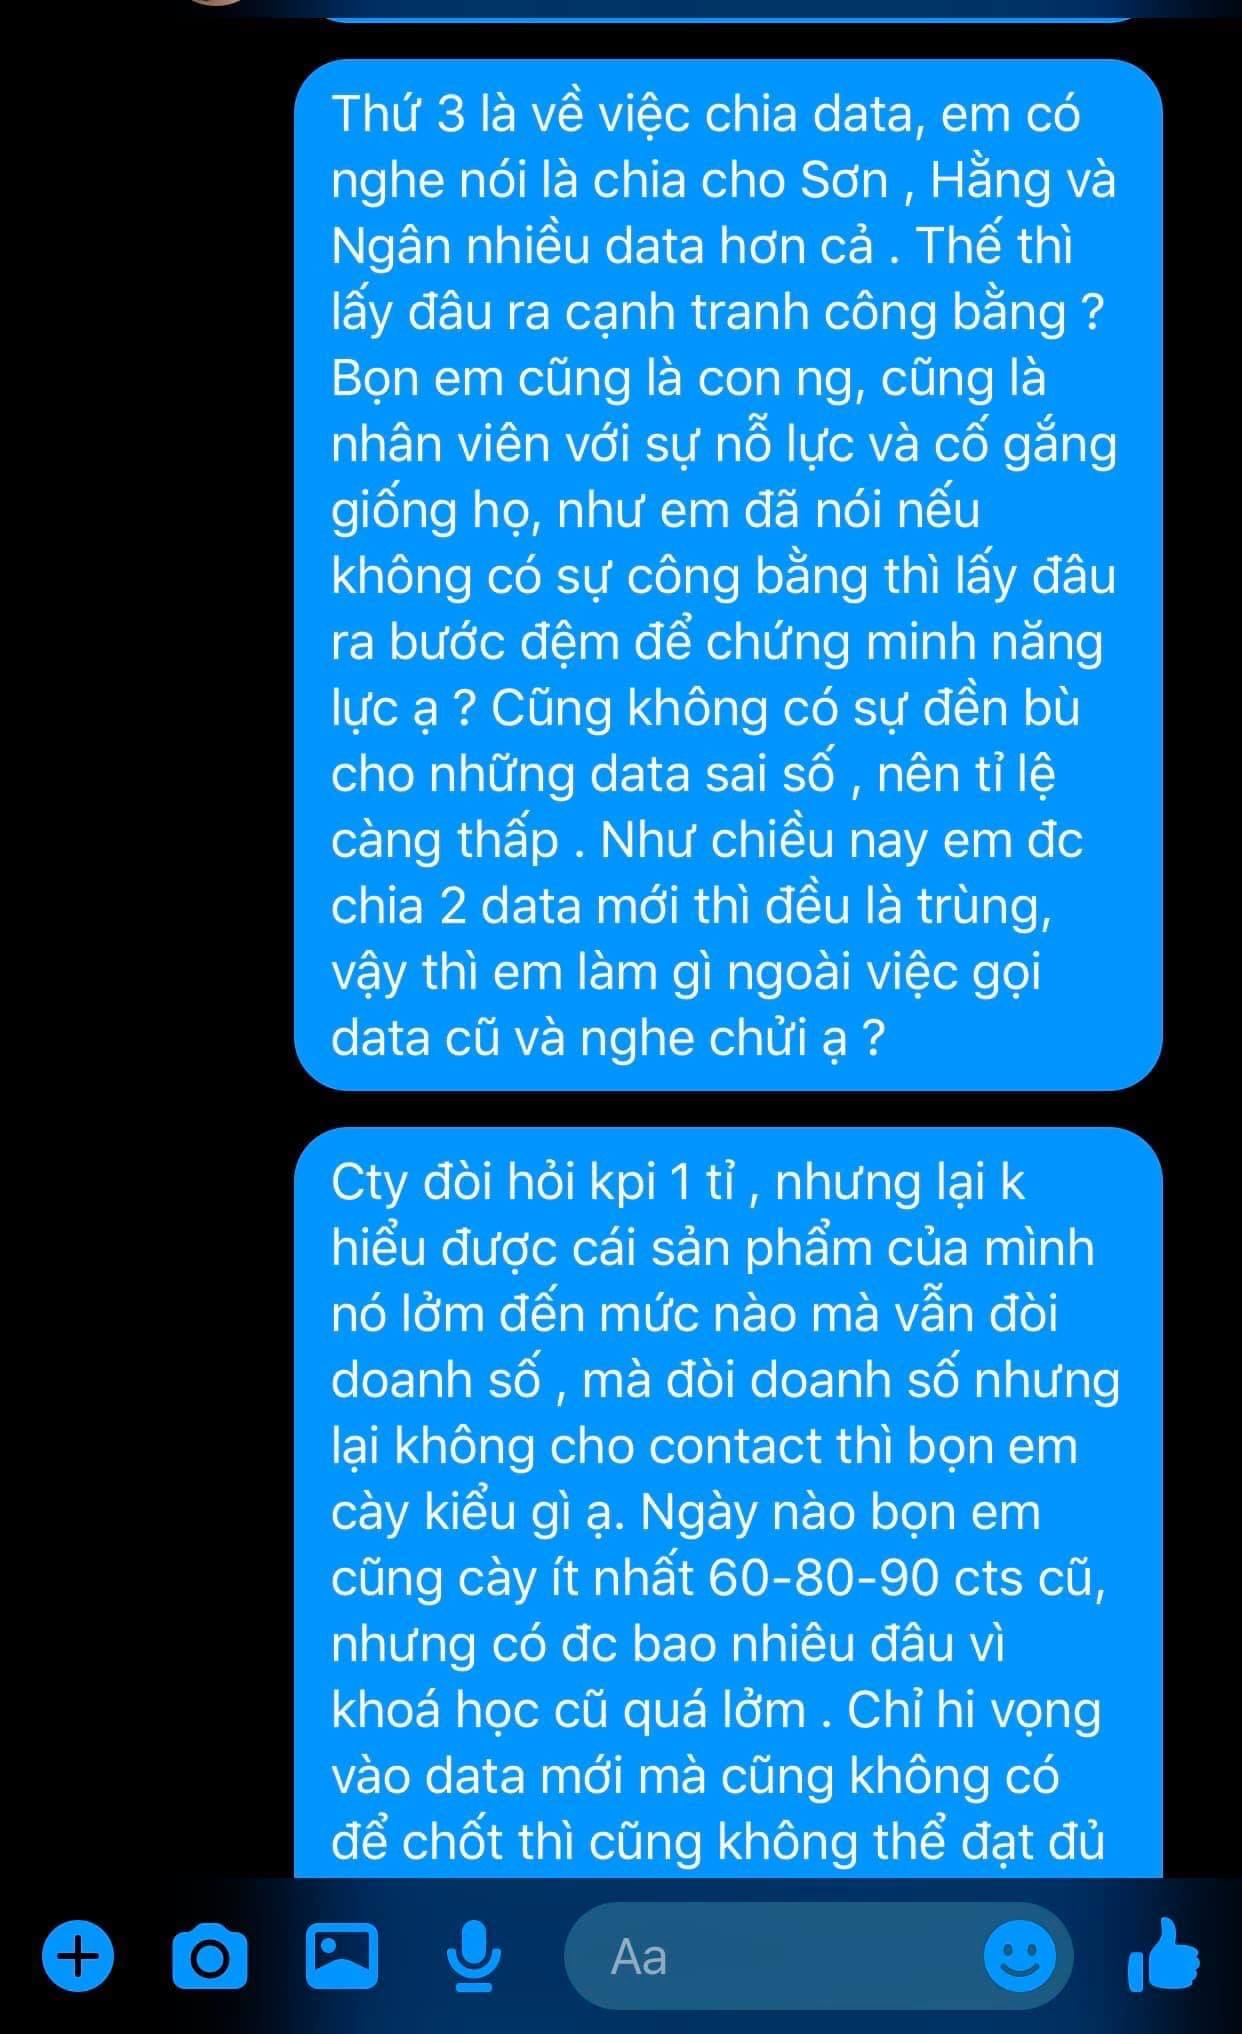 Thứ 3 là về việc chia data, em có
nghe nói là chia cho Sơn , Hằng và
Ngân nhiều data hơn cả . Thế thì
lấy đâu ra cạnh tranh công bằng ?
Bọn em cũng là con ng, cũng là
nhân viên với sự nỗ lực và cố gắng
giống họ, như em đã nói nếu
không có sự công bằng thì lấy đâu
ra bước đệm để chứng minh năng
lực ạ ? Cũng không có sự đền bù
cho những data sai số , nên tỉ lệ
càng thấp . Như chiều nay em đc
chia 2 data mới thì đều là trùng,
vậy thì em làm gì ngoài việc gọi
data cũ và nghe chửi ạ ?
Cty đòi hỏi kpi 1 tỉ , nhưng lại k
hiểu được cái sản phẩm của mình
nó lởm đến mức nào mà vẫn đòi
doanh số , mà đòi doanh số nhưng
lại không cho contact thì bọn em
cày kiểu gì ạ. Ngày nào bọn em
cũng cày ít nhất 60-80-90 cts cũ,
nhưng có đc bao nhiêu đâu vì
khoá học cũ quá lởm . Chỉ hi vọng
vào data mới mà cũng không có
để chốt thì cũng không thể đạt đủ
Aa